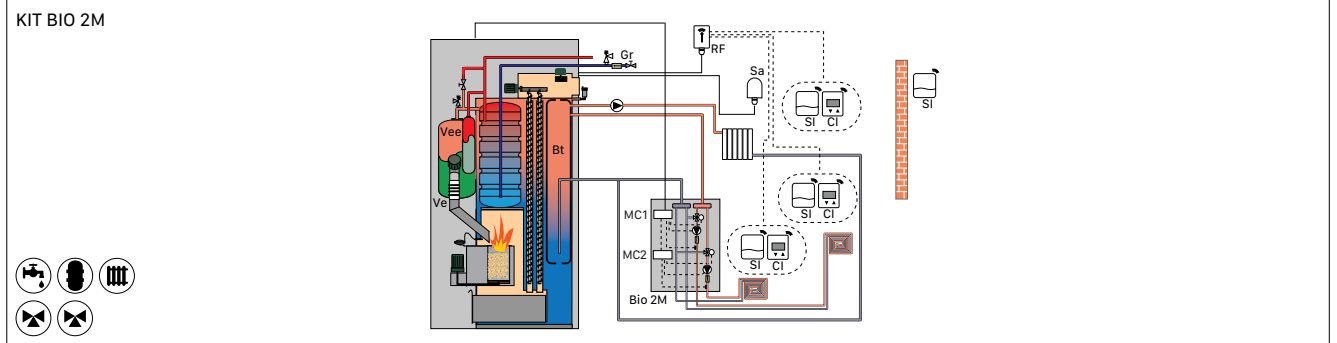 KIT BIO 2M
Gr
RF
Sa
SI
SI CI
Vee
Bt
Ve
SI CI
MC1
SI CI
MC2
Bio 2M